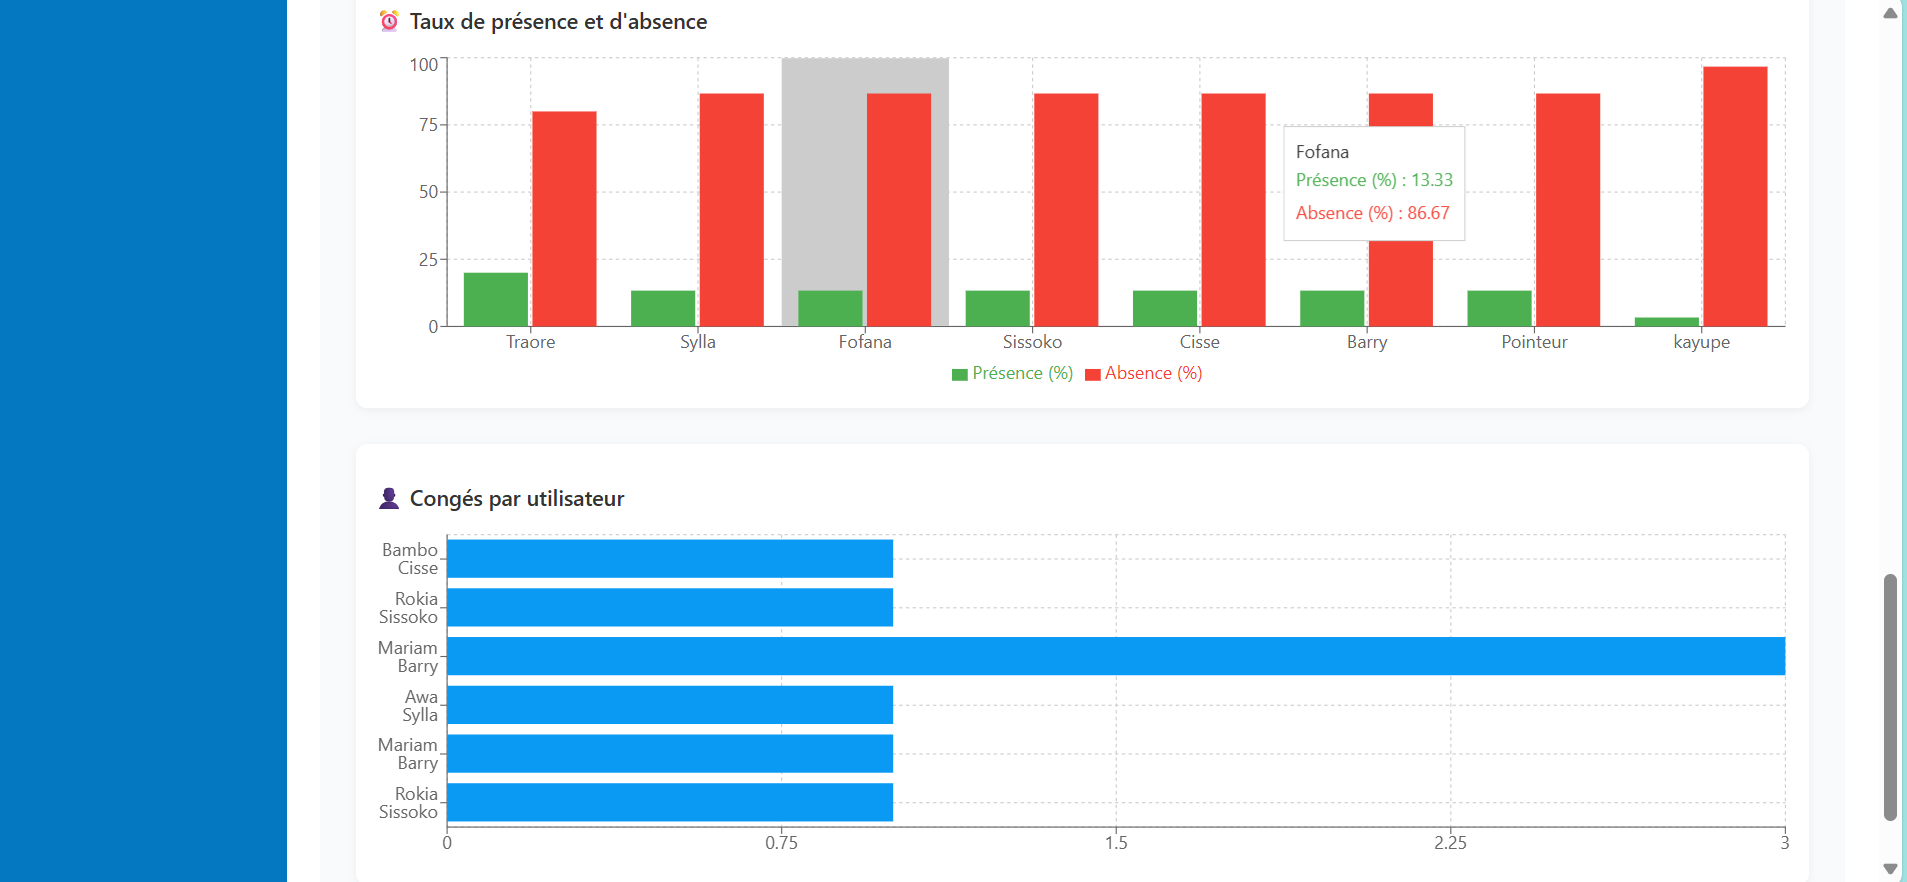 Taux de présence et d'absence
100
75
50
25
0
Fofana
Présence (%) : 13.33
Absence (%) : 86.67
Traore Sylla Fofana Sissoko Cisse Barry Pointeur kayupe
Présence (%) Absence (%)
Congés par utilisateur
Bambo
Cisse
Rokia
Sissoko
Mariam
Barry
Awa
Sylla
Mariam
Barry
Rokia
Sissoko
0 0.75 1.5 2.25 3